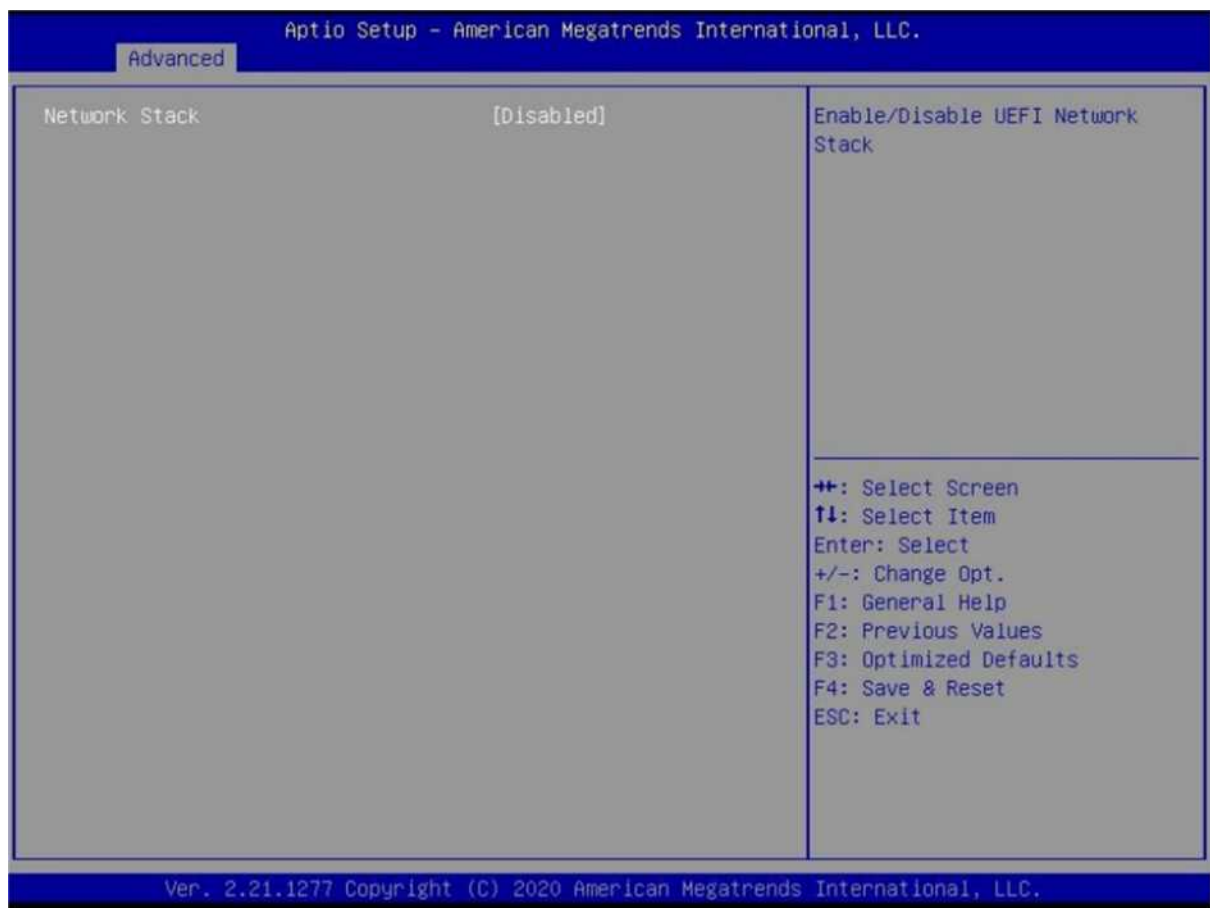 Aptio Setup – American Megatrends International, LLC.
Advanced
Network Stack [Disabled]
Enable/Disable UEFI Network
Stack
→←: Select Screen
↑↓: Select Item
Enter: Select
+/-: Change Opt.
F1: General Help
F2: Previous Values
F3: Optimized Defaults
F4: Save & Reset
ESC: Exit
Ver. 2.21.1277 Copyright (C) 2020 American Megatrends International, LLC.